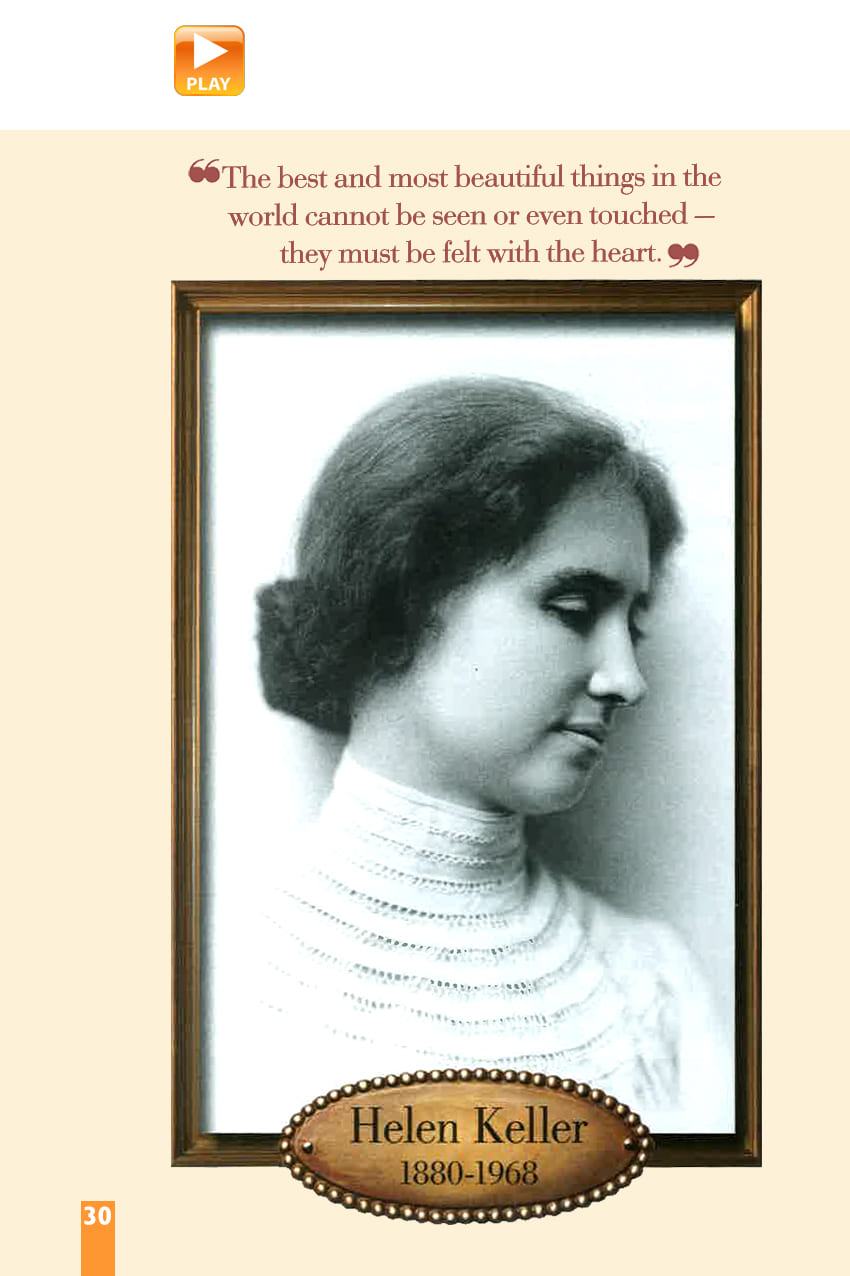 PLAY
❝The best and most beautiful things in the
world cannot be seen or even touched –
they must be felt with the heart.❞
Helen Keller
1880-1968
30